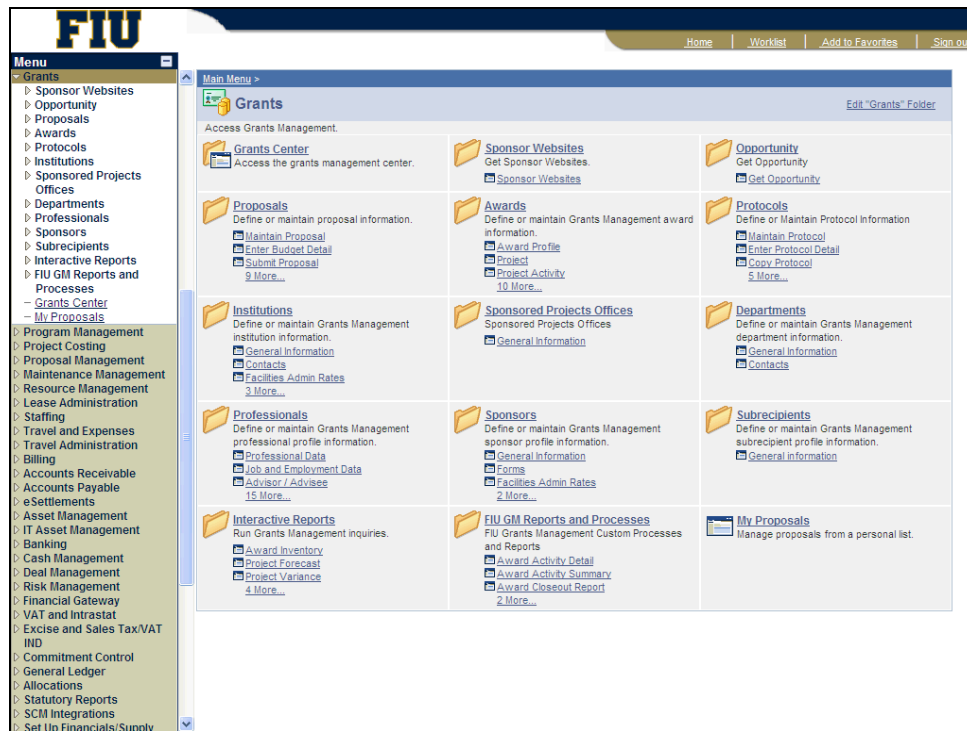 FIU
Home
Worklist
Add to Favorites
Sign ou
Menu
Grants
Sponsor Websites
Opportunity
Proposals
Awards
Protocols
Institutions
Sponsored Projects
Offices
Departments
Professionals
Sponsors
Subrecipients
Interactive Reports
FIU GM Reports and
Processes
– Grants Center
– My Proposals
Program Management
Project Costing
Proposal Management
Maintenance Management
Resource Management
Lease Administration
Staffing
Travel and Expenses
Travel Administration
Billing
Accounts Receivable
Accounts Payable
eSettlements
Asset Management
IT Asset Management
Banking
Cash Management
Deal Management
Risk Management
Financial Gateway
VAT and Intrastat
Excise and Sales Tax/VAT
IND
Commitment Control
General Ledger
Allocations
Statutory Reports
SCM Integrations
Set Up Financials/Supply
Main Menu >
Grants
Edit "Grants" Folder
Access Grants Management.
Grants Center
Access the grants management center.
Sponsor Websites
Get Sponsor Websites.
Sponsor Websites
Opportunity
Get Opportunity
Get Opportunity
Proposals
Define or maintain proposal information.
Maintain Proposal
Enter Budget Detail
Submit Proposal
9 More...
Awards
Define or maintain Grants Management award
information.
Award Profile
Project
Project Activity
10 More...
Protocols
Define or Maintain Protocol Information
Maintain Protocol
Enter Protocol Detail
Copy Protocol
5 More...
Institutions
Define or maintain Grants Management
institution information.
General Information
Contacts
Facilities Admin Rates
3 More...
Sponsored Projects Offices
Sponsored Projects Offices
General Information
Departments
Define or maintain Grants Management
department information.
General Information
Contacts
Professionals
Define or maintain Grants Management
professional profile information.
Professional Data
Job and Employment Data
Advisor / Advisee
15 More...
Sponsors
Define or maintain Grants Management
sponsor profile information.
General Information
Forms
Facilities Admin Rates
2 More...
Subrecipients
Define or maintain Grants Management
subrecipient profile information.
General information
Interactive Reports
Run Grants Management inquiries.
Award Inventory
Project Forecast
Project Variance
4 More...
FIU GM Reports and Processes
FIU Grants Management Custom Processes
and Reports
Award Activity Detail
Award Activity Summary
Award Closeout Report
2 More...
My Proposals
Manage proposals from a personal list.